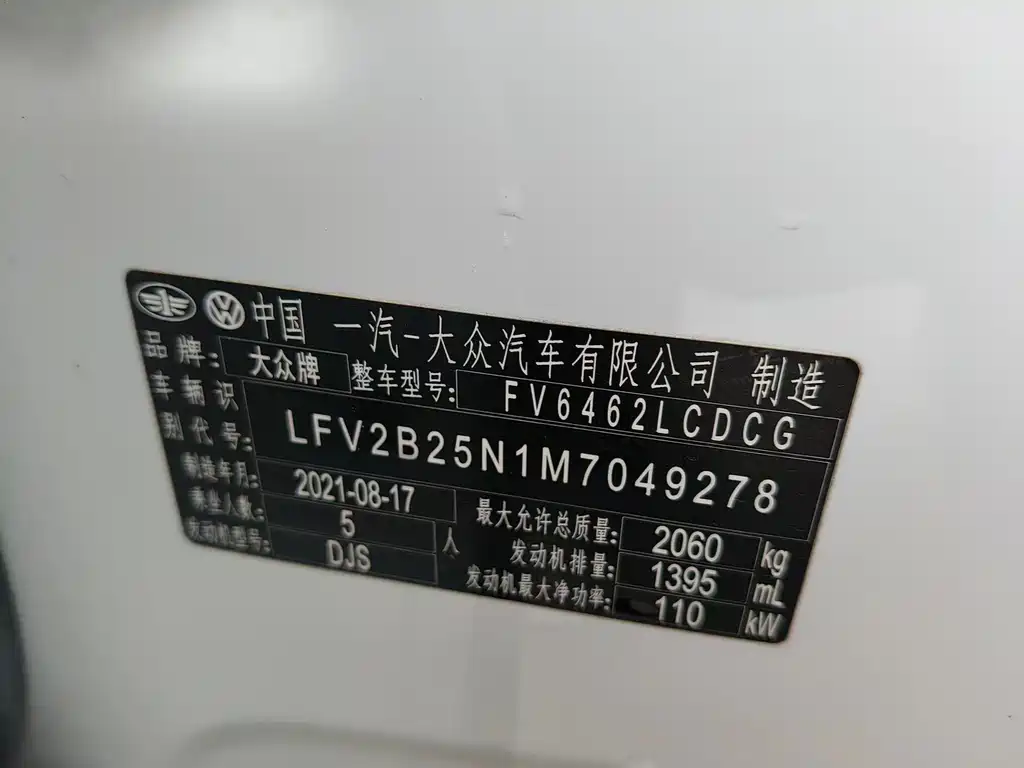 中国 一汽-大众汽车有限公司 制造
品牌: 大众牌 整车型号: FV6462LCDCG
车辆识别代号: LFV2B25N1M7049278
制造年月: 2021-08-17 最大允许总质量: 2060 kg
乘坐人数: 5 人 发动机排量: 1395 mL
发动机型号: DJS 发动机最大净功率: 110 kW